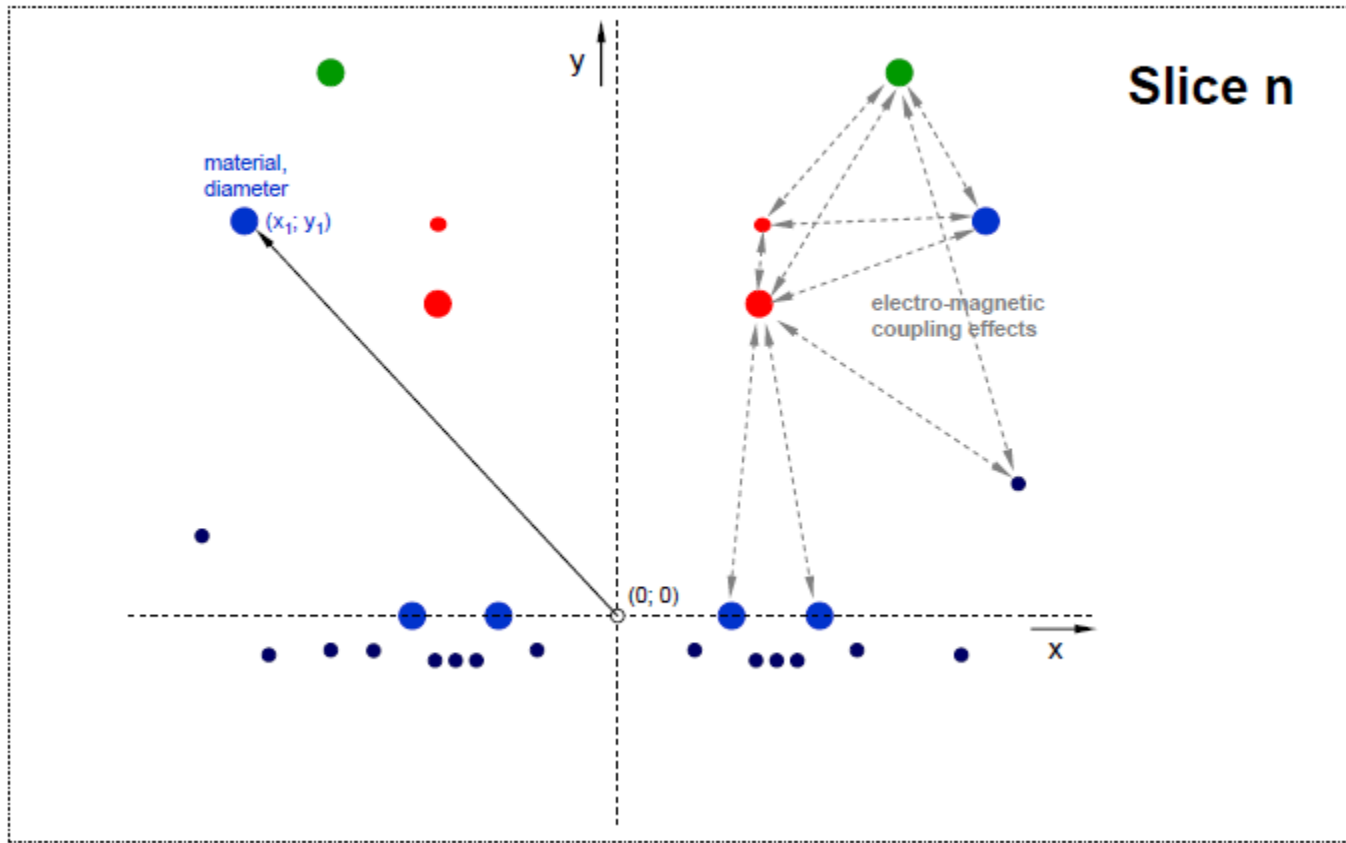 y
Slice n
material,
diameter
(x₁; y₁)
electro-magnetic
coupling effects
(0; 0)
x